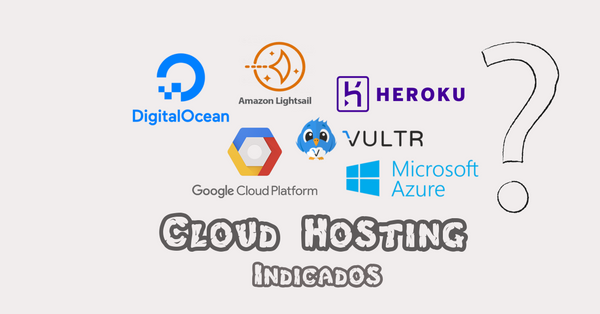 DigitalOcean
Amazon Lightsail
HEROKU
VULTR
Google Cloud Platform
Microsoft
Azure
?
Cloud Hosting
Indicados